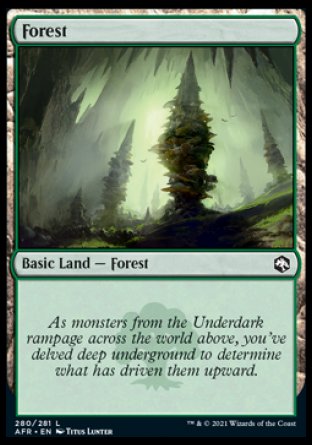 Forest
Basic Land — Forest
As monsters from the Underdark
rampage across the world above, you've
delved deep underground to determine
what has driven them upward.
280/281 L
AFR • EN Titus Lunter
™ & © 2021 Wizards of the Coast